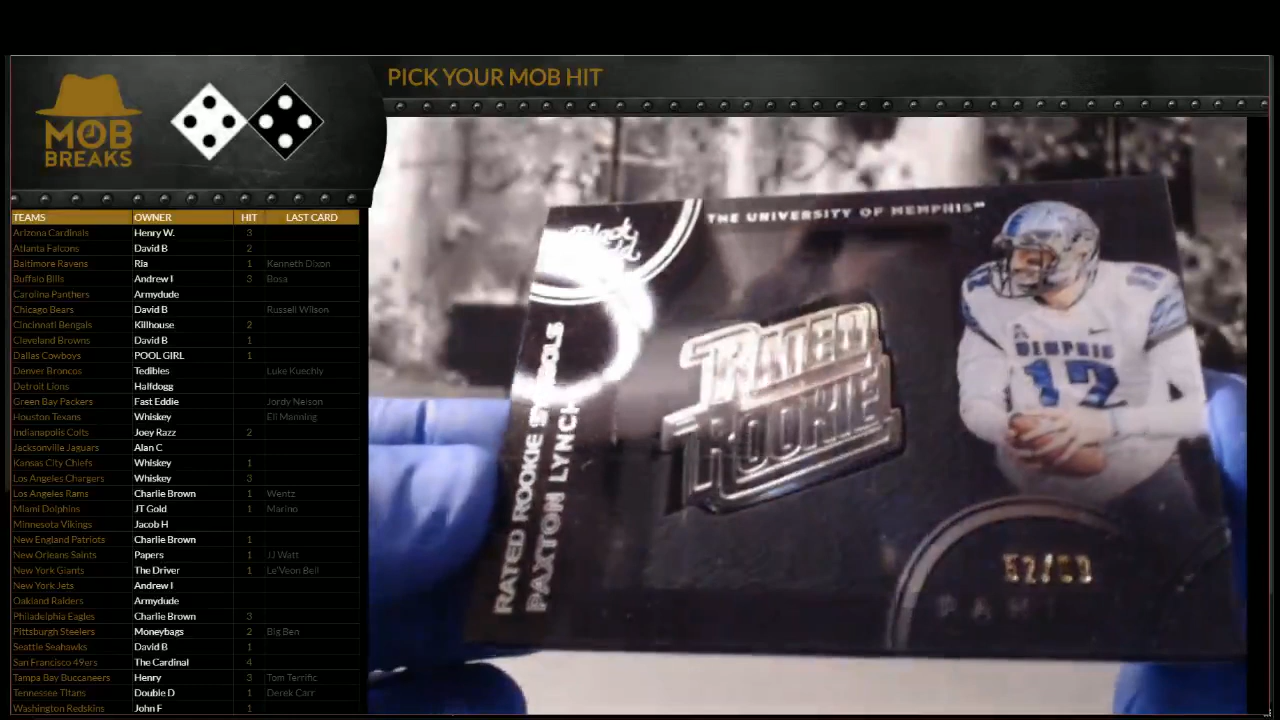 PICK YOUR MOB HIT
MOB
BREAKS
TEAMS OWNER HIT LAST CARD
Arizona Cardinals Henry W. 3
Atlanta Falcons David B 2
Baltimore Ravens Ria 1 Kenneth Dixon
Buffalo Bills Andrew I 3 Bosa
Carolina Panthers Armydude
Chicago Bears David B Russell Wilson
Cincinnati Bengals Killhouse 2
Cleveland Browns David B 1
Dallas Cowboys POOL GIRL 1
Denver Broncos Tedibles Luke Kuechly
Detroit Lions Halfdogg
Green Bay Packers Fast Eddie Jordy Nelson
Houston Texans Whiskey Eli Manning
Indianapolis Colts Joey Razz 2
Jacksonville Jaguars Alan C
Kansas City Chiefs Whiskey 1
Los Angeles Chargers Whiskey 3
Los Angeles Rams Charlie Brown 1 Wentz
Miami Dolphins JT Gold 1 Marino
Minnesota Vikings Jacob H
New England Patriots Charlie Brown 1
New Orleans Saints Papers 1 JJ Watt
New York Giants The Driver 1 Le'Veon Bell
New York Jets Andrew I
Oakland Raiders Armydude
Philadelphia Eagles Charlie Brown 3
Pittsburgh Steelers Moneybags 2 Big Ben
Seattle Seahawks David B 1
San Francisco 49ers The Cardinal 4
Tampa Bay Buccaneers Henry 3 Tom Terrific
Tennessee Titans Double D 1 Derek Carr
Washington Redskins John F 1
THE UNIVERSITY OF MEMPHIS™
RATED
ROOKIE
RATED ROOKIE SYMBOLS
PAXTON LYNCH
MEMPHIS
12